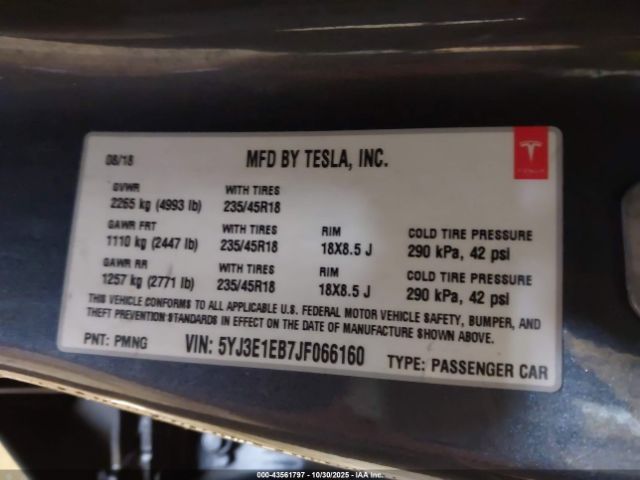 08/18 MFD BY TESLA, INC.
TESLA
GVWR WITH TIRES
2265 kg (4993 lb) 235/45R18
GAWR FRT WITH TIRES RIM COLD TIRE PRESSURE
1110 kg (2447 lb) 235/45R18 18X8.5 J 290 kPa, 42 psi
GAWR RR WITH TIRES RIM COLD TIRE PRESSURE
1257 kg (2771 lb) 235/45R18 18X8.5 J 290 kPa, 42 psi
THIS VEHICLE CONFORMS TO ALL APPLICABLE U.S. FEDERAL MOTOR VEHICLE SAFETY, BUMPER, AND
THEFT PREVENTION STANDARDS IN EFFECT ON THE DATE OF MANUFACTURE SHOWN ABOVE.
PNT: PMNG VIN: 5YJ3E1EB7JF066160 TYPE: PASSENGER CAR
000-43561797 - 10/30/2025 - IAA Inc.